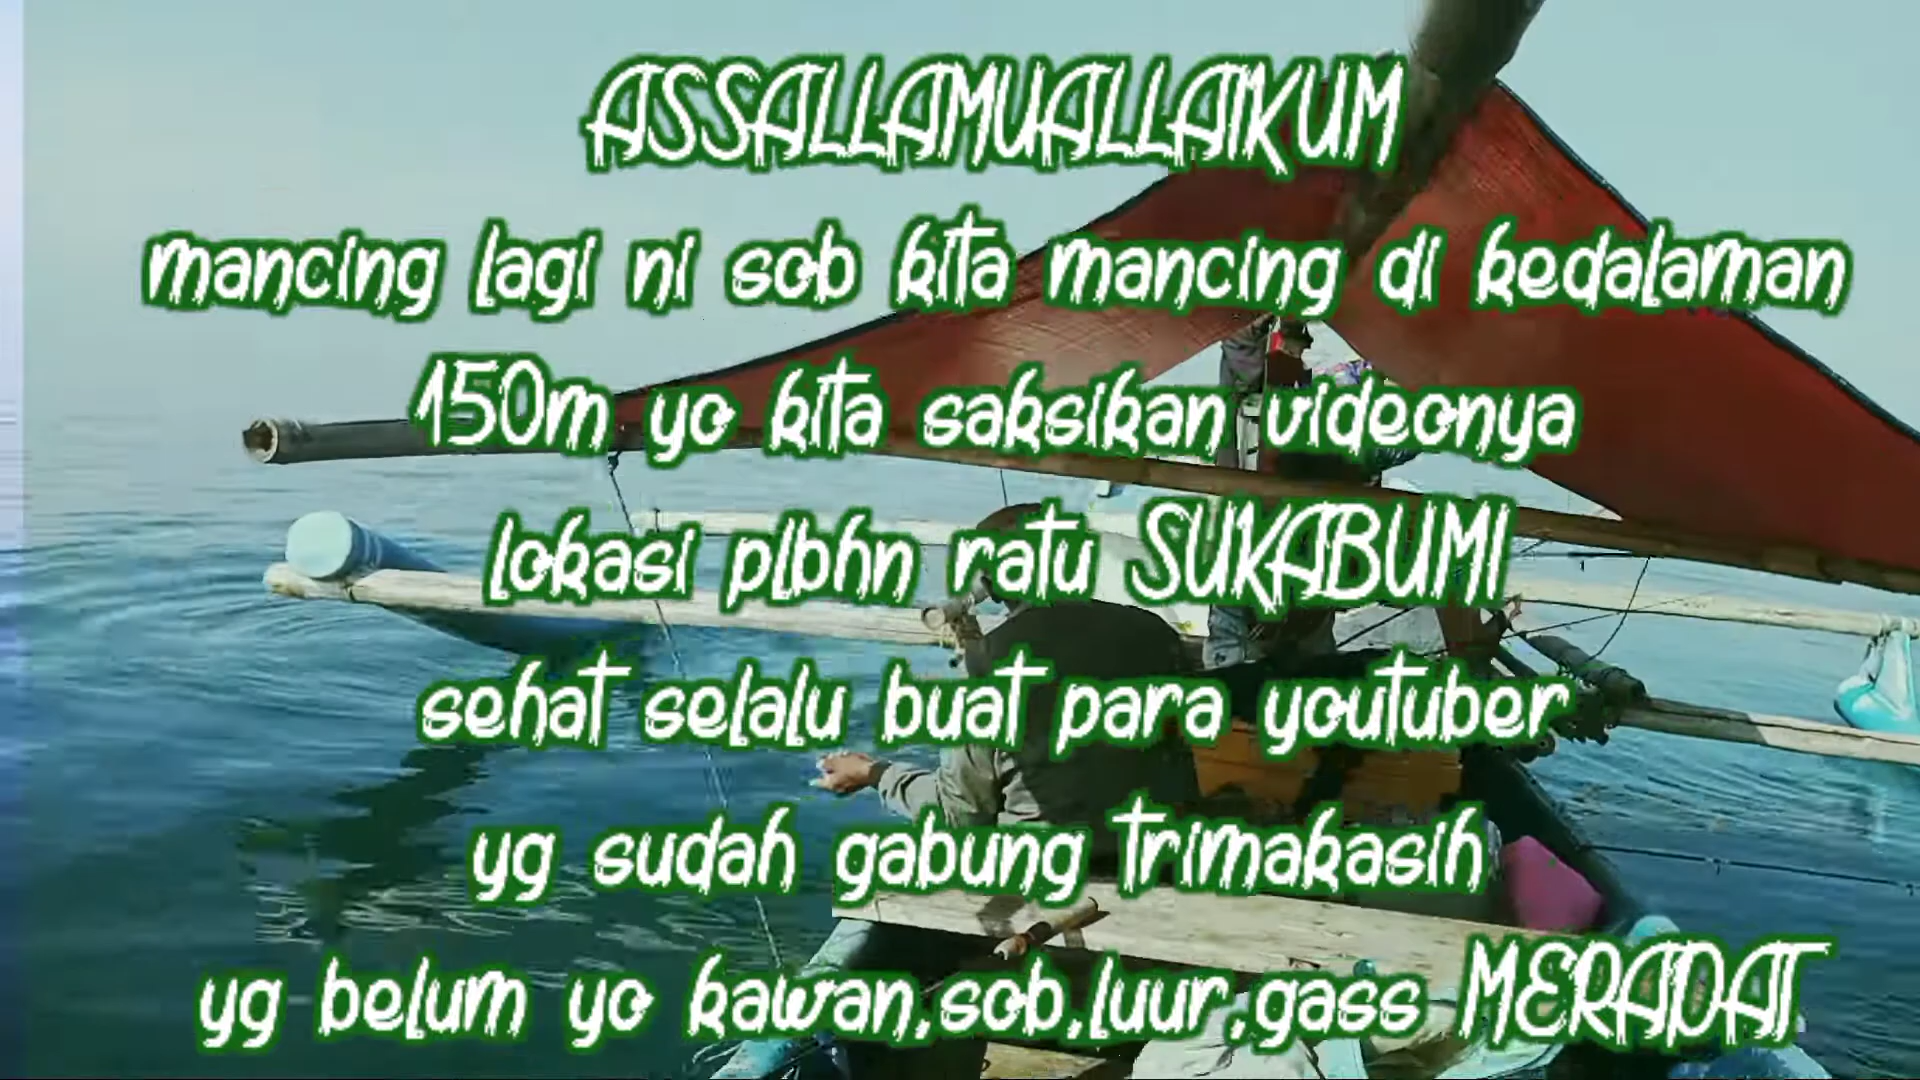 ASSALLAMUALLAIKUM
mancing lagi ni sob kita mancing di kedalaman
150m yo kita saksikan videonya
lokasi plbhn ratu SUKABUMI
sehat selalu buat para youtuber
yg sudah gabung trimakasih
yg belum yo kawan,sob,luur,gass MERAPAT